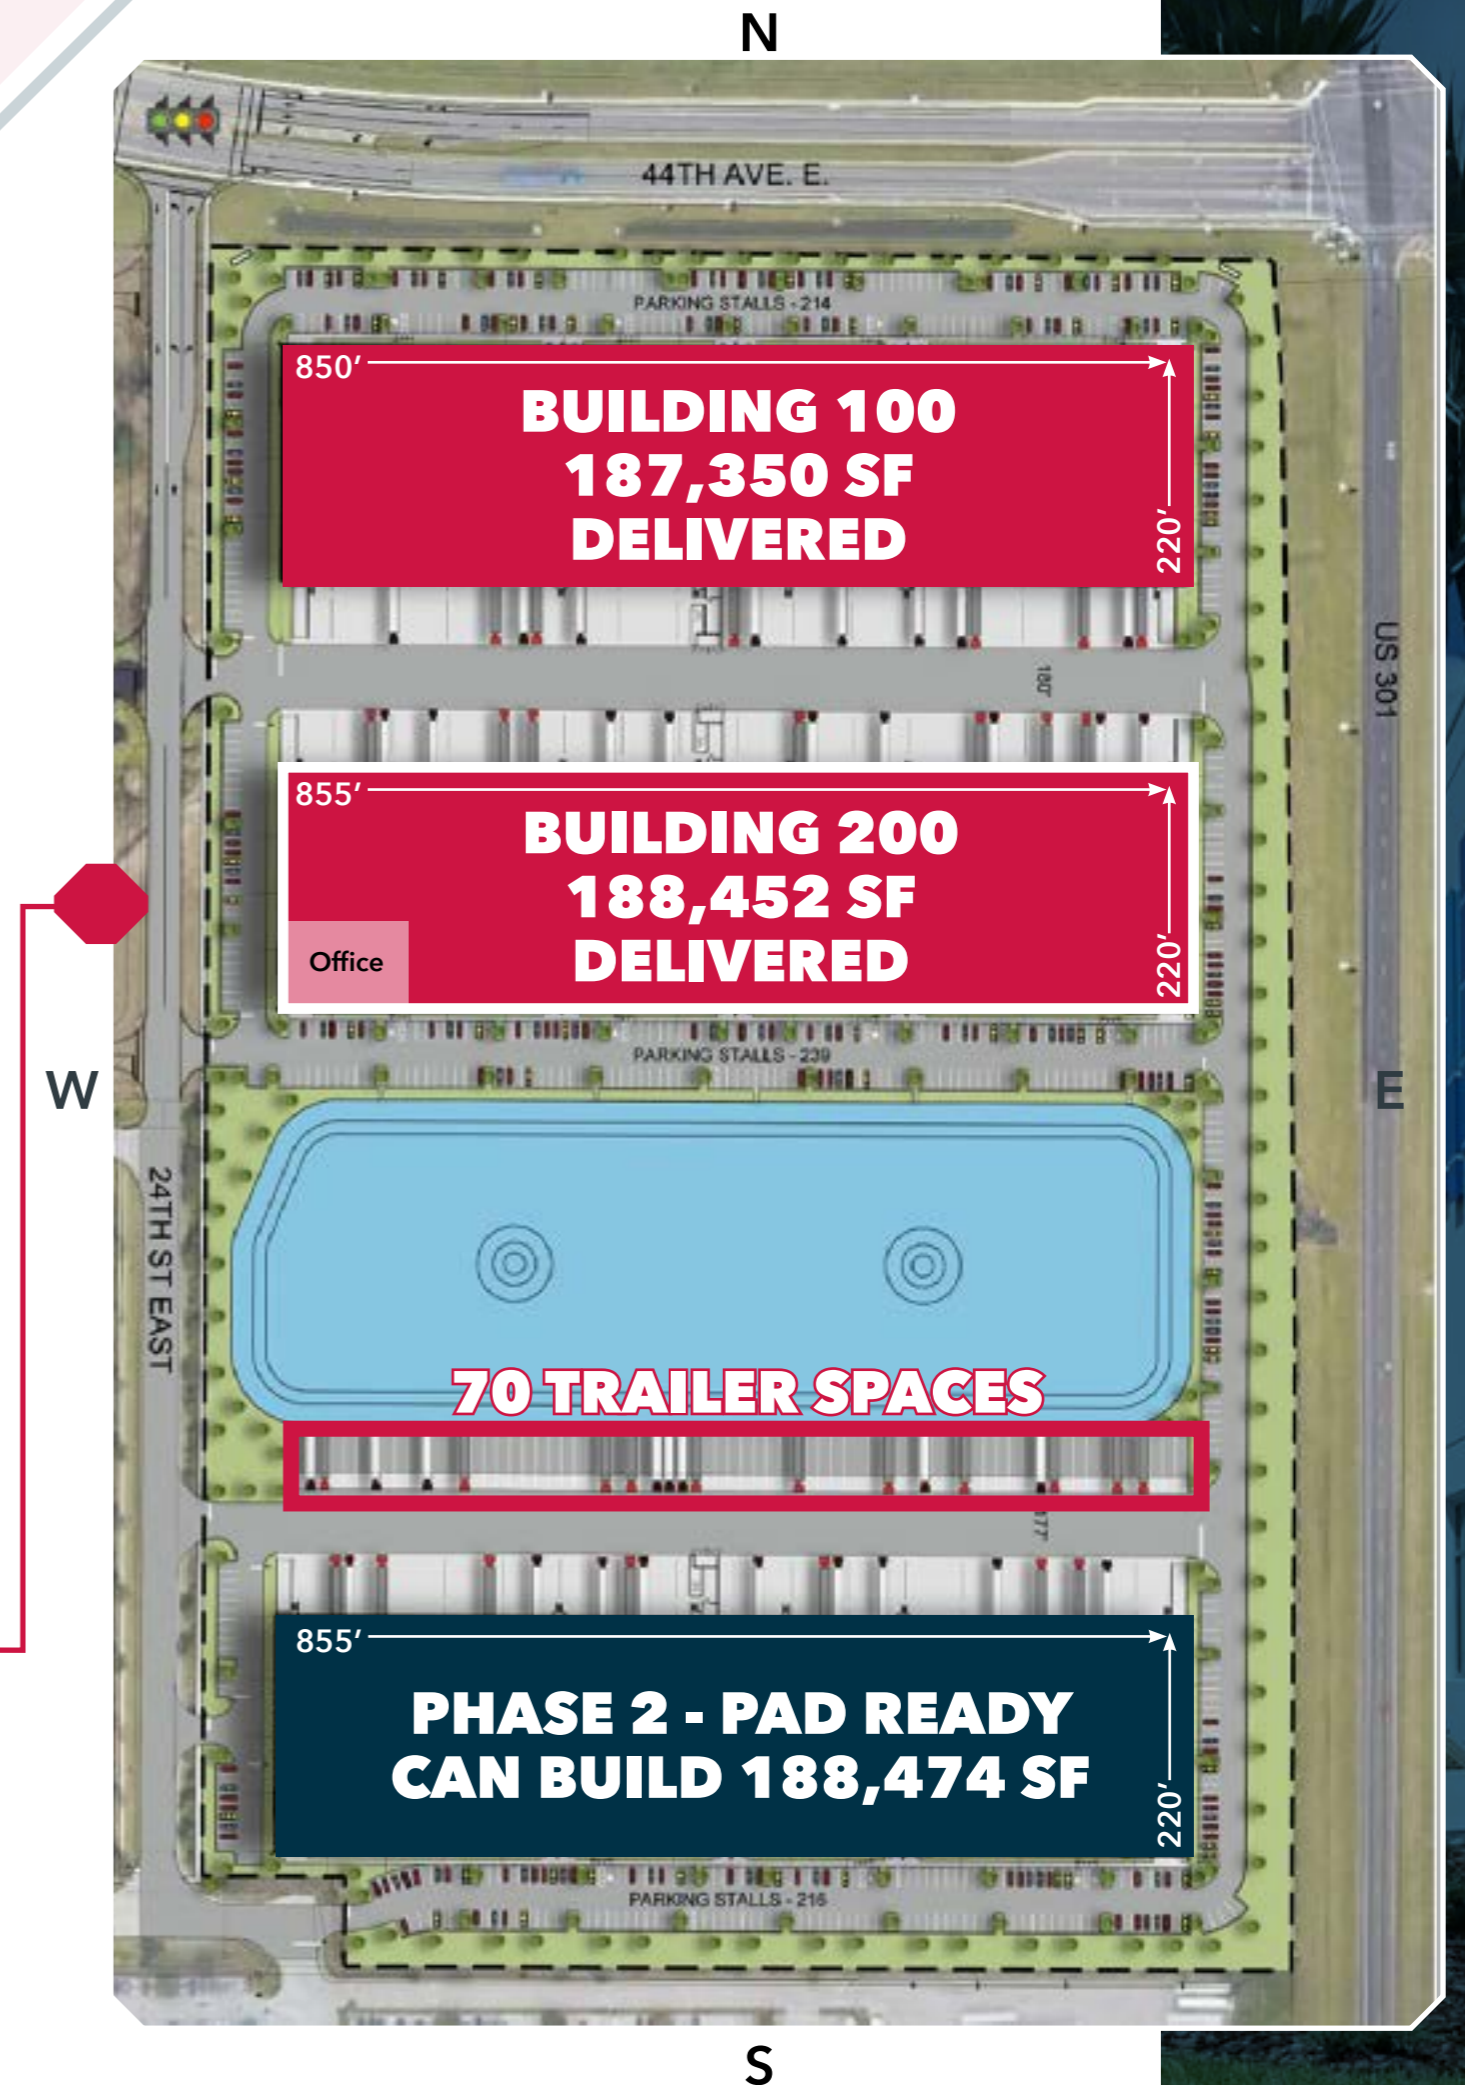 N
44TH AVE. E.
PARKING STALLS - 214
850'
BUILDING 100
187,350 SF
DELIVERED
220'
180'
US 301
855'
BUILDING 200
188,452 SF
DELIVERED
Office
220'
PARKING STALLS - 239
W
E
24TH ST EAST
70 TRAILER SPACES
177'
855'
PHASE 2 - PAD READY
CAN BUILD 188,474 SF
220'
PARKING STALLS - 216
S